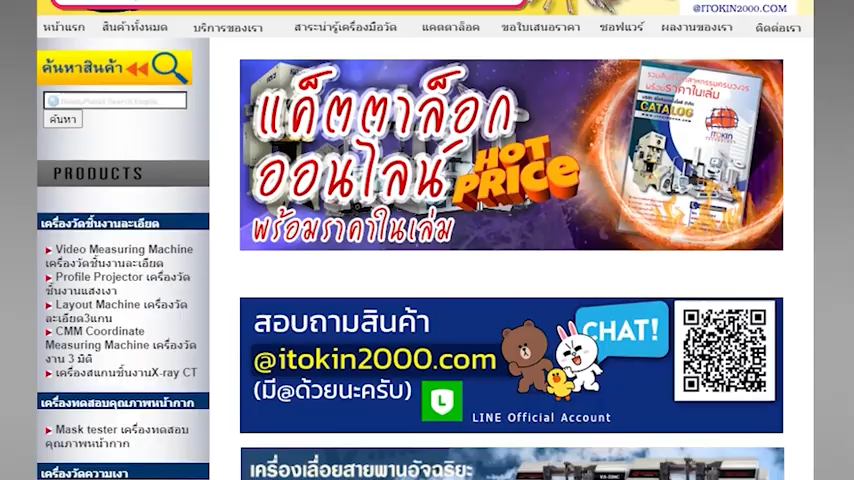 @ITOKIN2000.COM
หน้าแรก สินค้าทั้งหมด บริการของเรา สาระน่ารู้เครื่องมือวัด แคตตาล็อค ขอใบเสนอราคา ซอฟแวร์ ผลงานของเรา ติดต่อเรา
ค้นหาสินค้า
ค้นหา
PRODUCTS
เครื่องวัดชิ้นงานละเอียด
Video Measuring Machine
เครื่องวัดชิ้นงานละเอียด
Profile Projector เครื่องวัด
ชิ้นงานแสงเงา
Layout Machine เครื่องวัด
ละเอียด3แกน
CMM Coordinate
Measuring Machine เครื่องวัด
งาน 3 มิติ
เครื่องสแกนชิ้นงานX-ray CT
เครื่องทดสอบคุณภาพหน้ากาก
Mask tester เครื่องทดสอบ
คุณภาพหน้ากาก
เครื่องวัดความเงา
แค็ตตาล็อก
ออนไลน์
HOT
PRICE
พร้อมราคาในเล่ม
พร้อมราคาในเล่ม
CATALOG
ITOKIN
สอบถามสินค้า
@itokin2000.com
(มี@ด้วยนะครับ)
CHAT!
L
LINE Official Account
เครื่องเลื่อยสายพานอัจฉริยะ